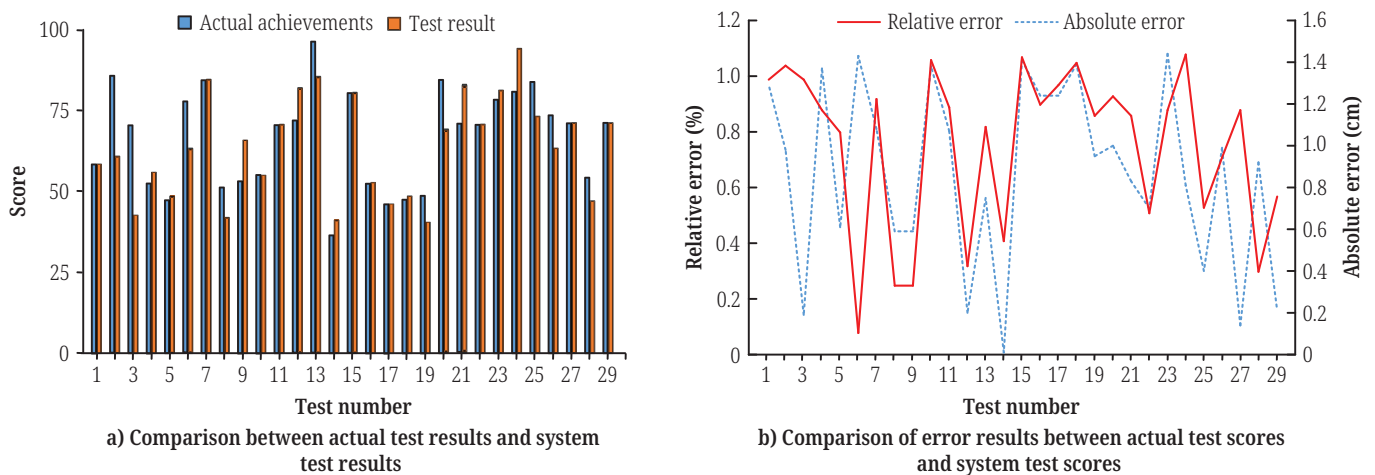 Actual achievements Test result
100
75
50
25
0
Score
1 3 5 7 9 11 13 15 17 19 21 23 25 27 29
Test number
a) Comparison between actual test results and system
test results
Relative error Absolute error
1.2
1.0
0.8
0.6
0.4
0.2
0
Relative error (%)
1.6
1.4
1.2
1.0
0.8
0.6
0.4
0.2
0
Absolute error (cm)
1 3 5 7 9 11 13 15 17 19 21 23 25 27 29
Test number
b) Comparison of error results between actual test scores
and system test scores